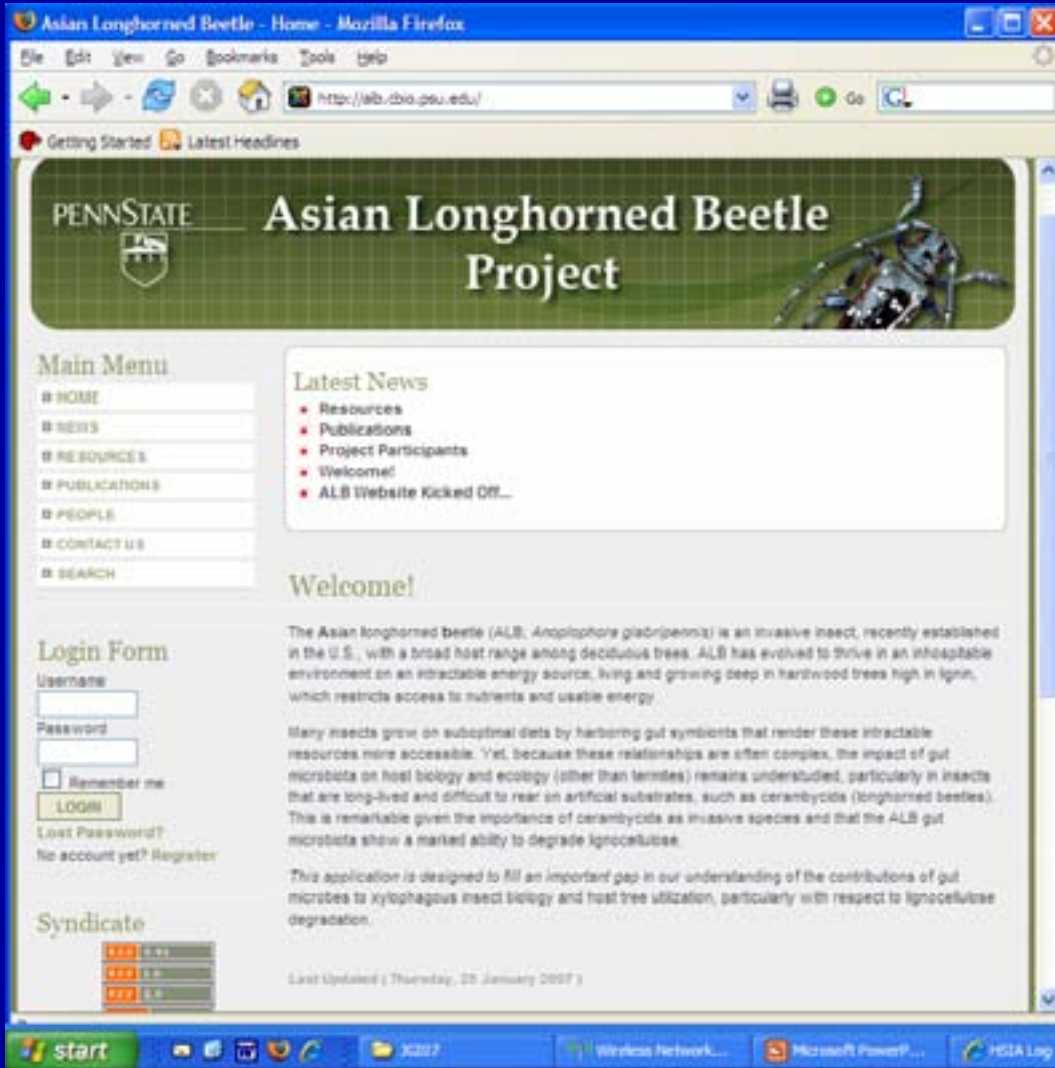 Asian Longhorned Beetle - Home - Mozilla Firefox
File Edit View Go Bookmarks Tools Help
http://alb.cbio.psu.edu/ Go
Getting Started Latest Headlines
PENNSTATE
Asian Longhorned Beetle
Project
Main Menu
HOME
NEWS
RESOURCES
PUBLICATIONS
PEOPLE
CONTACT US
SEARCH
Login Form
Username
Password
Remember me
LOGIN
Lost Password?
No account yet? Register
Syndicate
Latest News
Resources
Publications
Project Participants
Welcome!
ALB Website Kicked Off...
Welcome!
The Asian longhorned beetle (ALB; Anoplophora glabripennis) is an invasive insect, recently established
in the U.S., with a broad host range among deciduous trees. ALB has evolved to thrive in an inhospitable
environment on an intractable energy source, living and growing deep in hardwood trees high in lignin,
which restricts access to nutrients and usable energy.
Many insects grow on suboptimal diets by harboring gut symbionts that render these intractable
resources more accessible. Yet, because these relationships are often complex, the impact of gut
microbiota on host biology and ecology (other than termites) remains understudied, particularly in insects
that are long-lived and difficult to rear on artificial substrates, such as cerambycids (longhorned beetles).
This is remarkable given the importance of cerambycids as invasive species and that the ALB gut
microbiota show a marked ability to degrade lignocellulose.
This application is designed to fill an important gap in our understanding of the contributions of gut
microbes to xylophagous insect biology and host tree utilization, particularly with respect to lignocellulose
degradation.
Last Updated ( Thursday, 25 January 2007 )
start JGI07 Wireless Network... Microsoft PowerP... HSIA Log